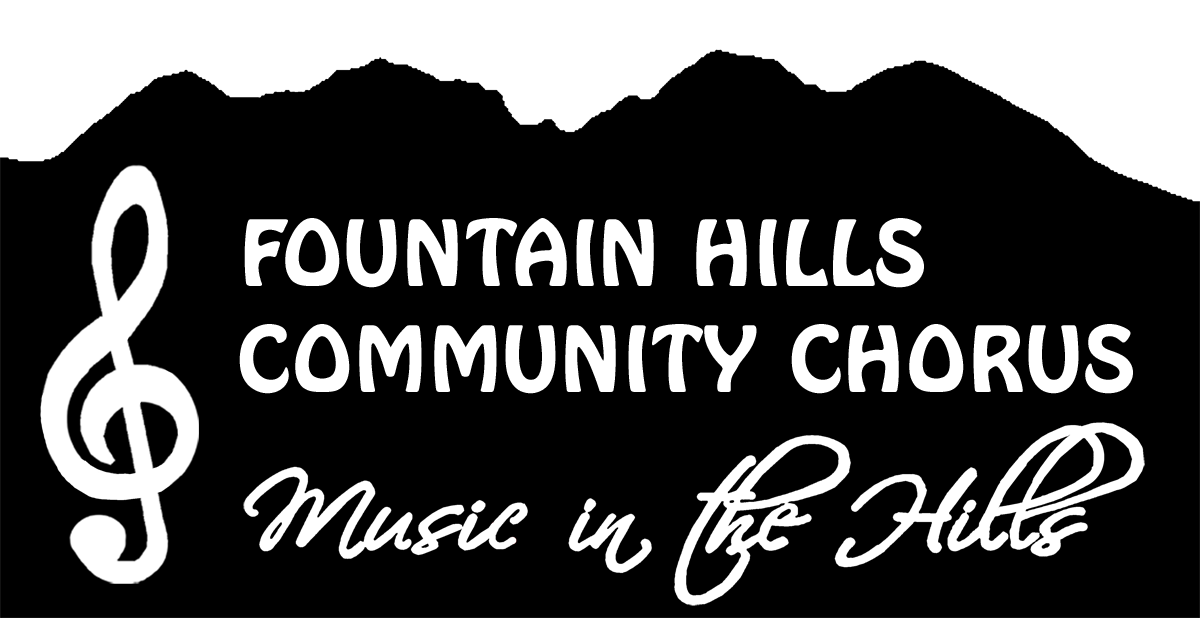 FOUNTAIN HILLS
COMMUNITY CHORUS
Music in the Hills